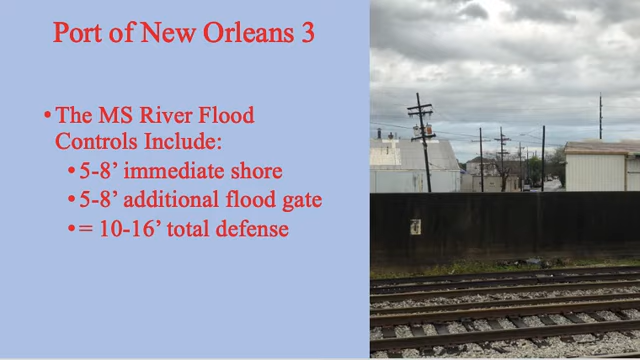 Port of New Orleans 3
• The MS River Flood
Controls Include:
• 5-8’ immediate shore
• 5-8’ additional flood gate
• = 10-16’ total defense